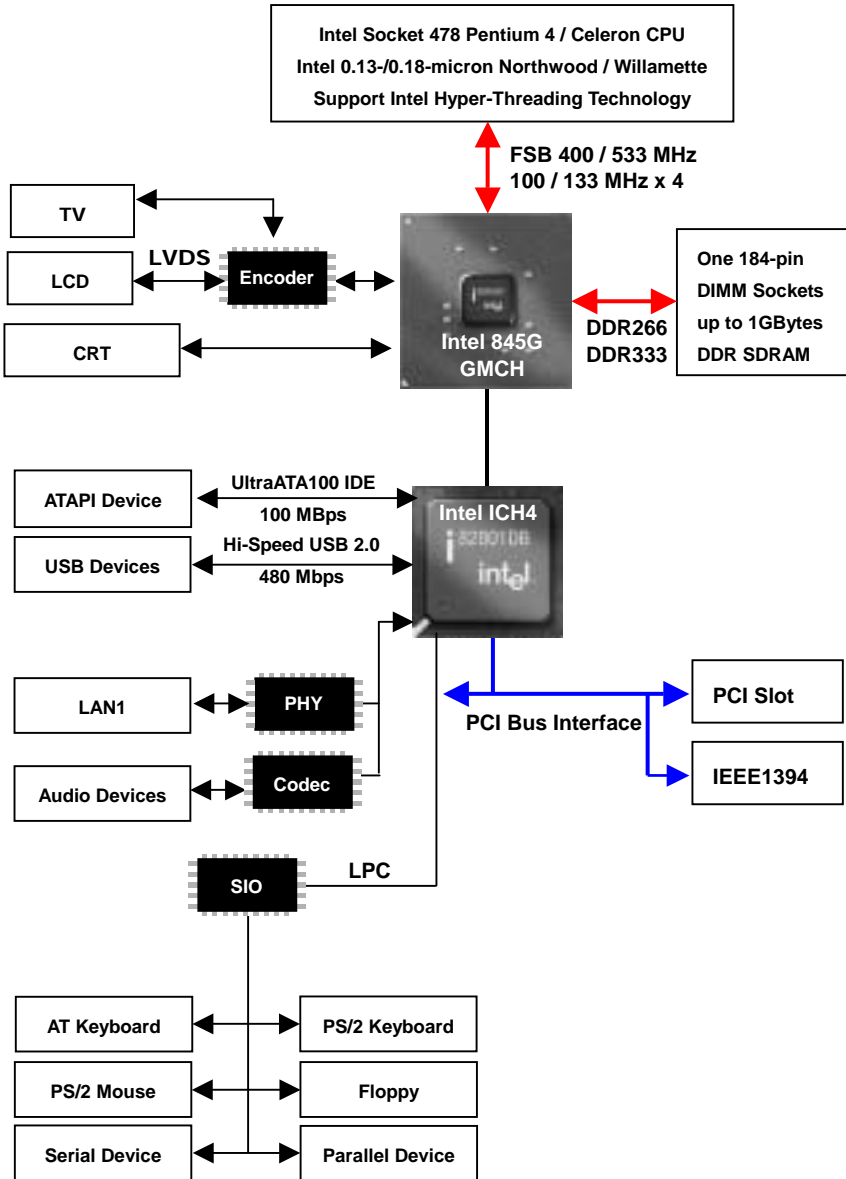 Intel Socket 478 Pentium 4 / Celeron CPU
Intel 0.13-/0.18-micron Northwood / Willamette
Support Intel Hyper-Threading Technology
FSB 400 / 533 MHz
100 / 133 MHz x 4
TV
LVDS
LCD
Encoder
CRT
intel
Intel 845G
GMCH
DDR266
DDR333
One 184-pin
DIMM Sockets
up to 1GBytes
DDR SDRAM
ATAPI Device
UltraATA100 IDE
100 MBps
USB Devices
Hi-Speed USB 2.0
480 Mbps
Intel ICH4
i
82801DB
intel
LAN1
PHY
Audio Devices
Codec
PCI Bus Interface
PCI Slot
IEEE1394
SIO
LPC
AT Keyboard
PS/2 Keyboard
PS/2 Mouse
Floppy
Serial Device
Parallel Device